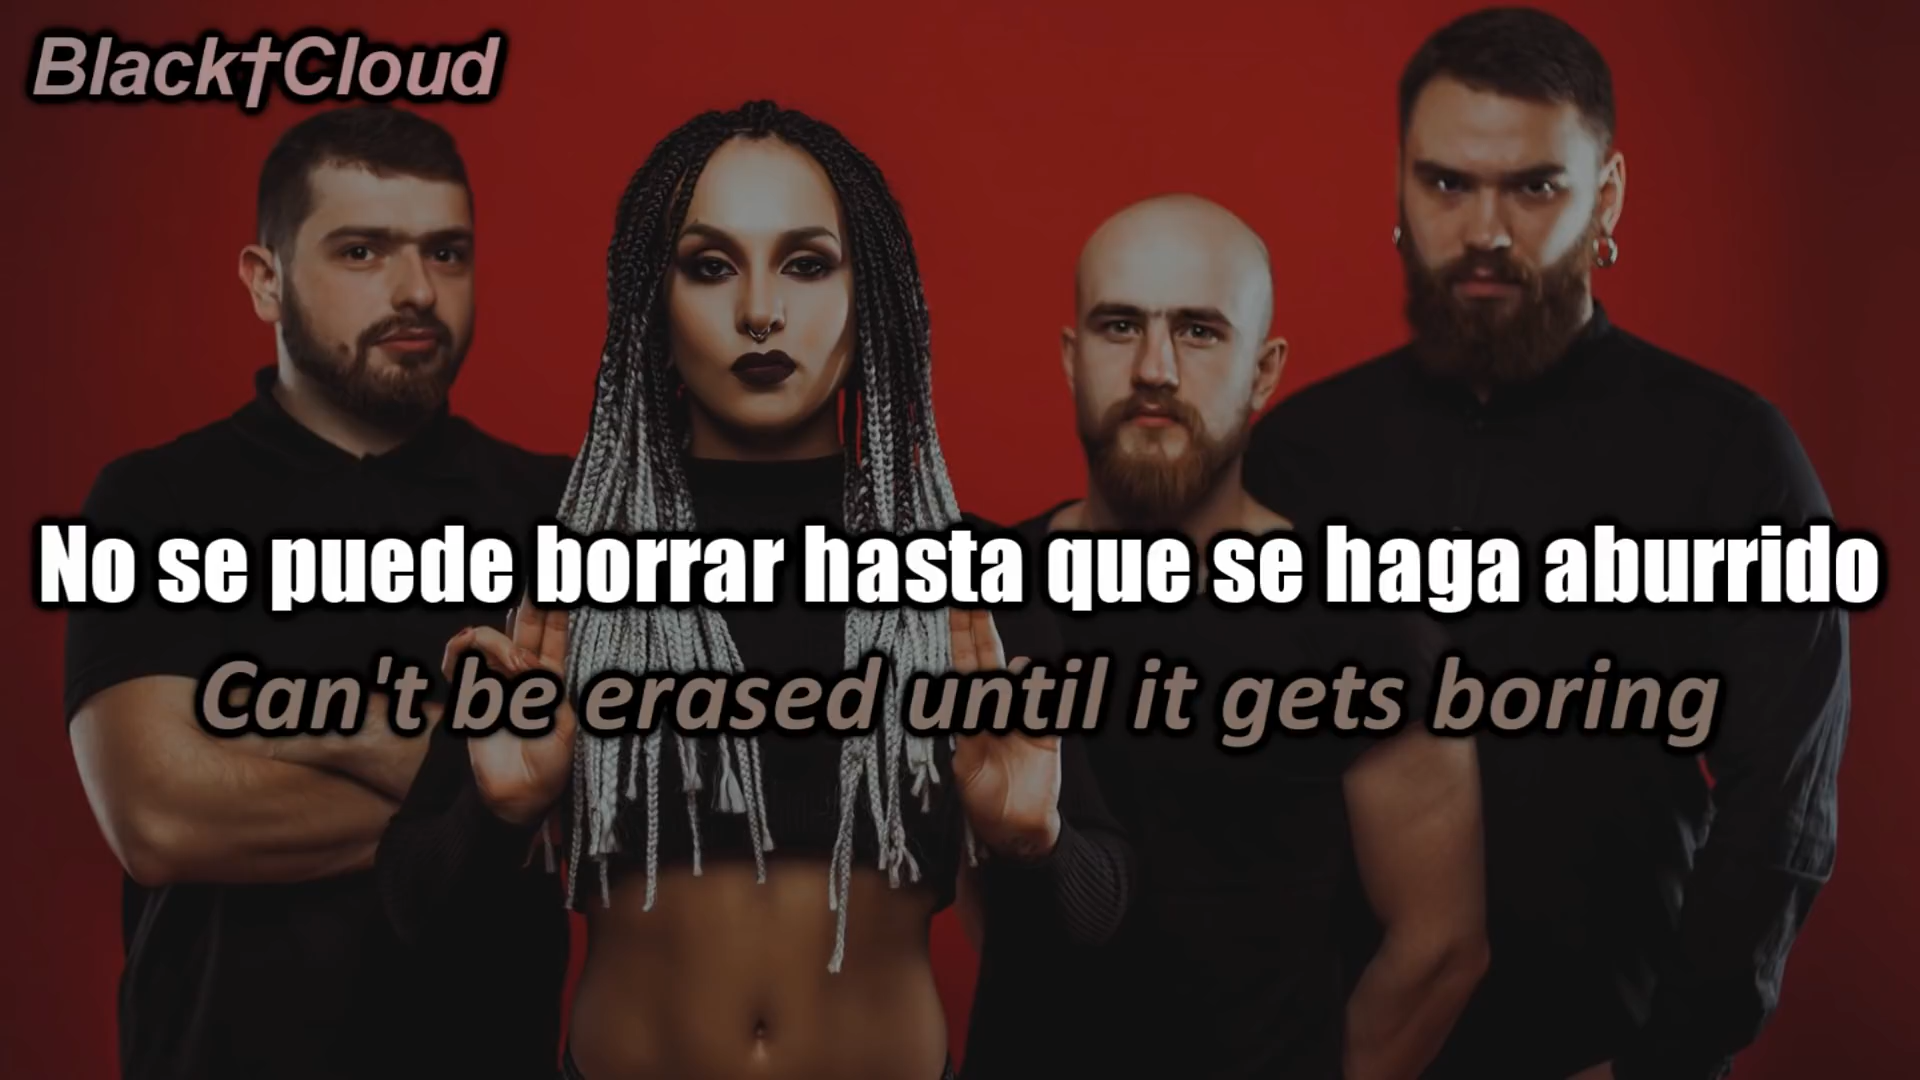 Black†Cloud
No se puede borrar hasta que se haga aburrido
Can't be erased until it gets boring